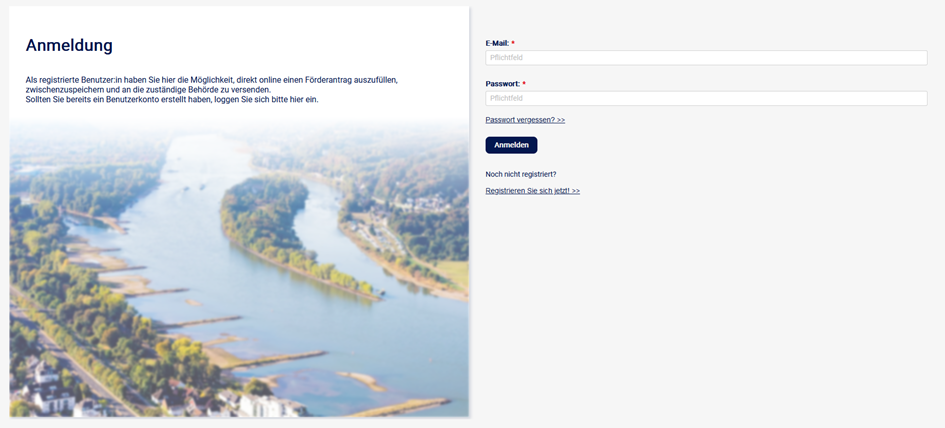 Anmeldung
Als registrierte Benutzer:in haben Sie hier die Möglichkeit, direkt online einen Förderantrag auszufüllen,
zwischenzuspeichern und an die zuständige Behörde zu versenden.
Sollten Sie bereits ein Benutzerkonto erstellt haben, loggen Sie sich bitte hier ein.
E-Mail: *
Pflichtfeld
Passwort: *
Pflichtfeld
Passwort vergessen? >>
Anmelden
Noch nicht registriert?
Registrieren Sie sich jetzt! >>